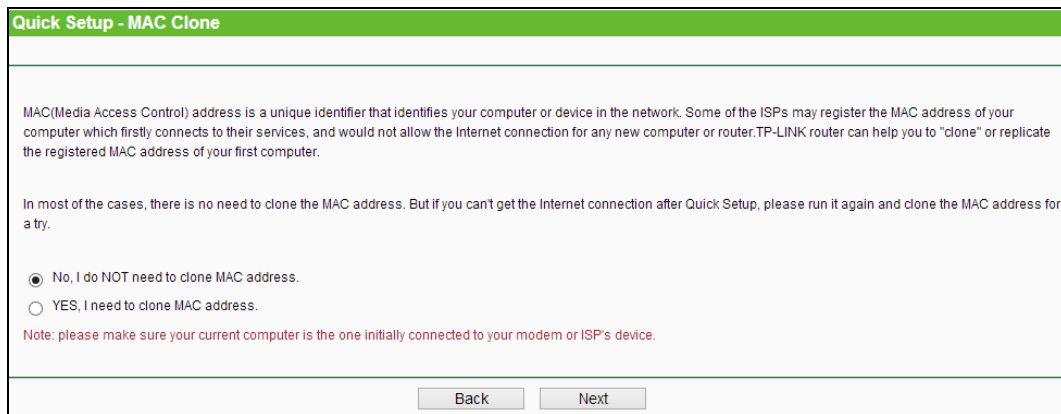 Quick Setup - MAC Clone
MAC(Media Access Control) address is a unique identifier that identifies your computer or device in the network. Some of the ISPs may register the MAC address of your
computer which firstly connects to their services, and would not allow the Internet connection for any new computer or router.TP-LINK router can help you to "clone" or replicate
the registered MAC address of your first computer.
In most of the cases, there is no need to clone the MAC address. But if you can't get the Internet connection after Quick Setup, please run it again and clone the MAC address for
a try.
No, I do NOT need to clone MAC address.
YES, I need to clone MAC address.
Note: please make sure your current computer is the one initially connected to your modem or ISP's device.
Back Next